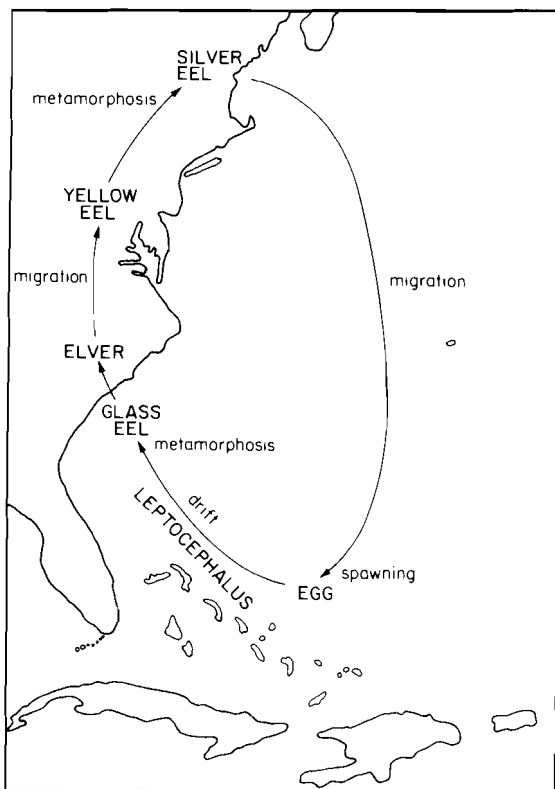 SILVER
EEL
metamorphosis
YELLOW
EEL
migration
migration
ELVER
GLASS
EEL
metamorphosis
drift
LEPTOCEPHALUS
spawning
EGG